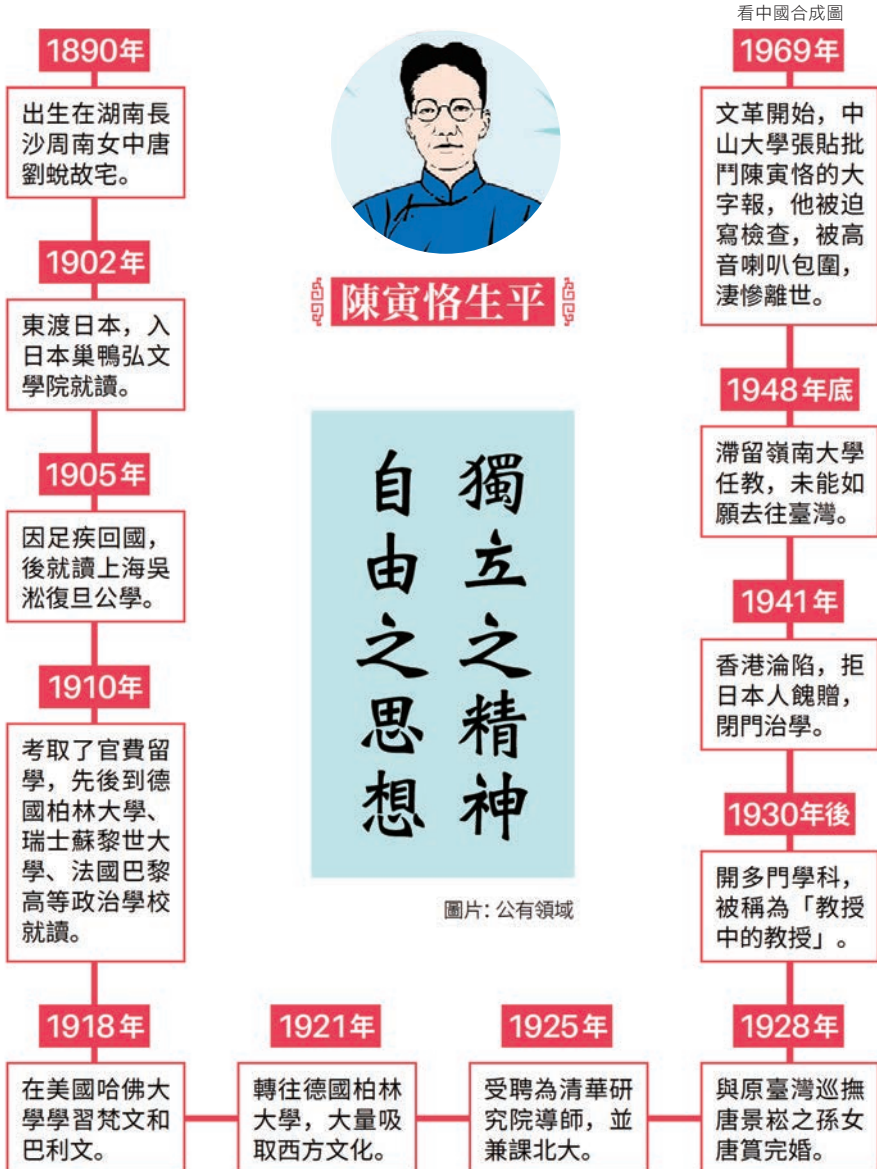 看中國合成圖
陳寅恪生平
1890年
出生在湖南長
沙周南女中唐
劉蛻故宅。
1902年
東渡日本，入
日本巢鴨弘文
學院就讀。
1905年
因足疾回國，
後就讀上海吳
淞復旦公學。
1910年
考取了官費留
學，先後到德
國柏林大學、
瑞士蘇黎世大
學、法國巴黎
高等政治學校
就讀。
1918年
在美國哈佛大
學學習梵文和
巴利文。
1921年
轉往德國柏林
大學，大量吸
取西方文化。
1925年
受聘為清華研
究院導師，並
兼課北大。
1928年
與原臺灣巡撫
唐景崧之孫女
唐篔完婚。
1930年後
開多門學科，
被稱為「教授
中的教授」。
1941年
香港淪陷，拒
日本人餽贈，
閉門治學。
1948年底
滯留嶺南大學
任教，未能如
願去往臺灣。
1969年
文革開始，中
山大學張貼批
鬥陳寅恪的大
字報，他被迫
寫檢查，被高
音喇叭包圍，
淒慘離世。
獨立之精神
自由之思想
圖片：公有領域